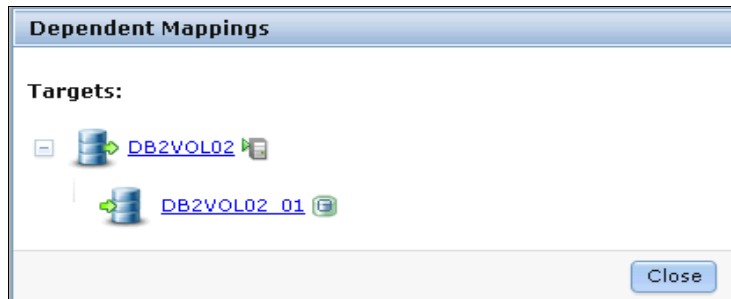 Dependent Mappings
Targets:
DB2VOL02
DB2VOL02_01
Close